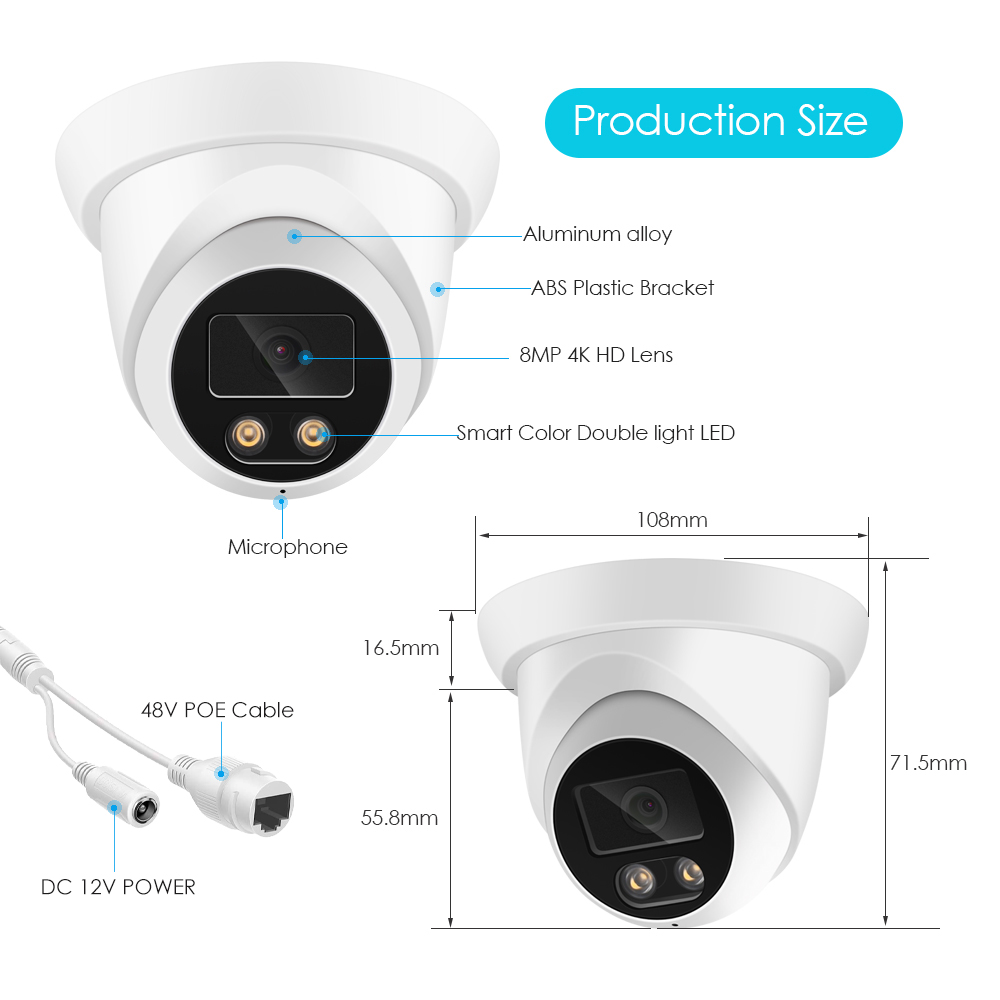 Production Size
Aluminum alloy
ABS Plastic Bracket
8MP 4K HD Lens
Smart Color Double light LED
Microphone
108mm
16.5mm
48V POE Cable
71.5mm
55.8mm
DC 12V POWER